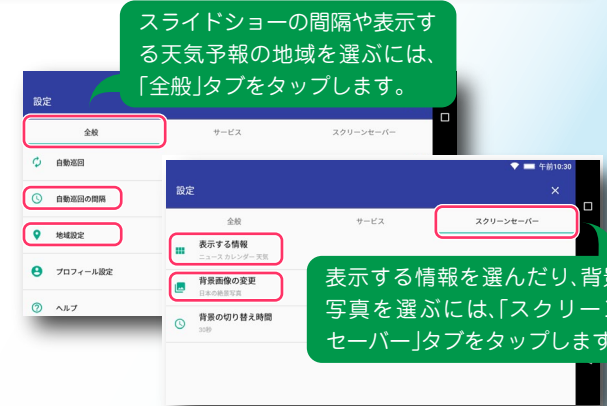 スライドショーの間隔や表示す
る天気予報の地域を選ぶには、
「全般」タブをタップします。
設定
全般 サービス スクリーンセーバー
自動巡回
自動巡回の間隔
地域設定
プロフィール設定
ヘルプ
午前10:30
設定 ×
全般 サービス スクリーンセーバー
表示する情報
ニュース カレンダー 天気
背景画像の変更
日本の絶景写真
背景の切り替え時間
30秒
表示する情報を選んだり、背景
写真を選ぶには、「スクリーン
セーバー」タブをタップします